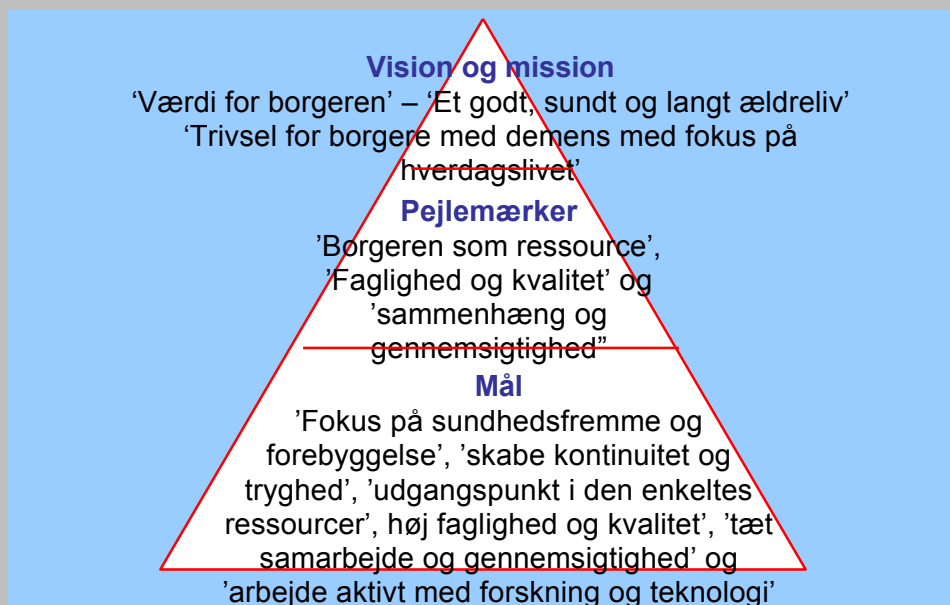 Vision og mission
‘Værdi for borgeren’ – ‘Et godt, sundt og langt ældreliv’
‘Trivsel for borgere med demens med fokus på
hverdagslivet’
Pejlemærker
’Borgeren som ressource’,
’Faglighed og kvalitet’ og
’sammenhæng og
gennemsigtighed”
Mål
’Fokus på sundhedsfremme og
forebyggelse’, ’skabe kontinuitet og
tryghed’, ’udgangspunkt i den enkeltes
ressourcer’, høj faglighed og kvalitet’, ’tæt
samarbejde og gennemsigtighed’ og
’arbejde aktivt med forskning og teknologi’